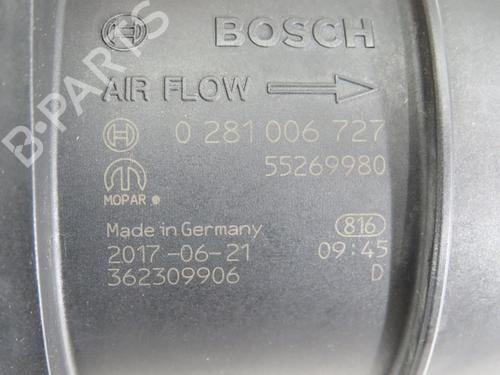 BOSCH
AIR FLOW
0 281 006 727
55269980
MOPAR
Made in Germany 816
2017-06-21 09:45
362309906 D
B-PARTS